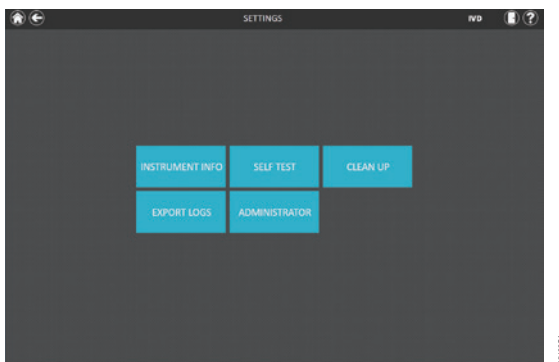 SETTINGS IVD ?
INSTRUMENT INFO SELF TEST CLEAN UP
EXPORT LOGS ADMINISTRATOR